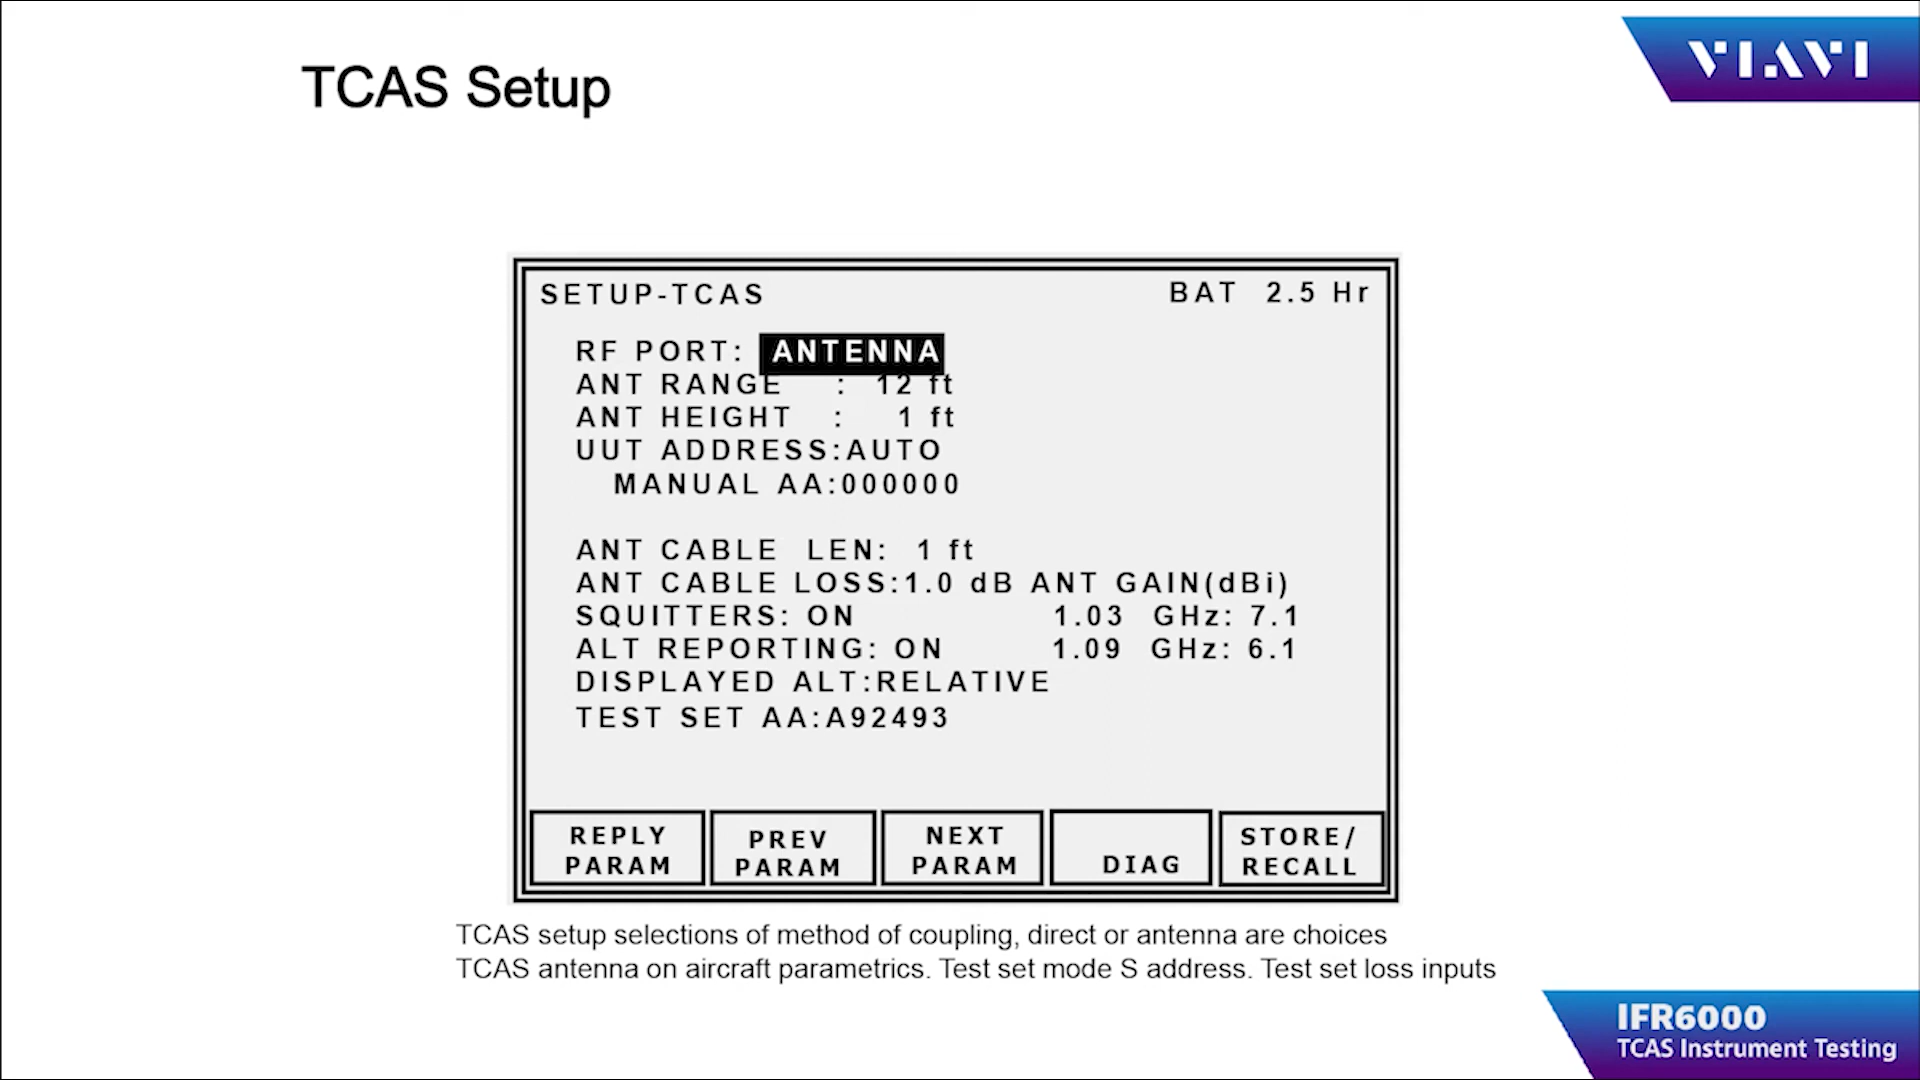 TCAS Setup
VIAVI
SETUP-TCAS BAT 2.5 Hr
RF PORT: ANTENNA
ANT RANGE : 12 ft
ANT HEIGHT : 1 ft
UUT ADDRESS:AUTO
MANUAL AA:000000
ANT CABLE LEN: 1 ft
ANT CABLE LOSS:1.0 dB ANT GAIN(dBi)
SQUITTERS: ON 1.03 GHz: 7.1
ALT REPORTING: ON 1.09 GHz: 6.1
DISPLAYED ALT:RELATIVE
TEST SET AA:A92493
REPLY PARAM
PREV PARAM
NEXT PARAM
DIAG
STORE/ RECALL
TCAS setup selections of method of coupling, direct or antenna are choices
TCAS antenna on aircraft parametrics. Test set mode S address. Test set loss inputs
IFR6000
TCAS Instrument Testing